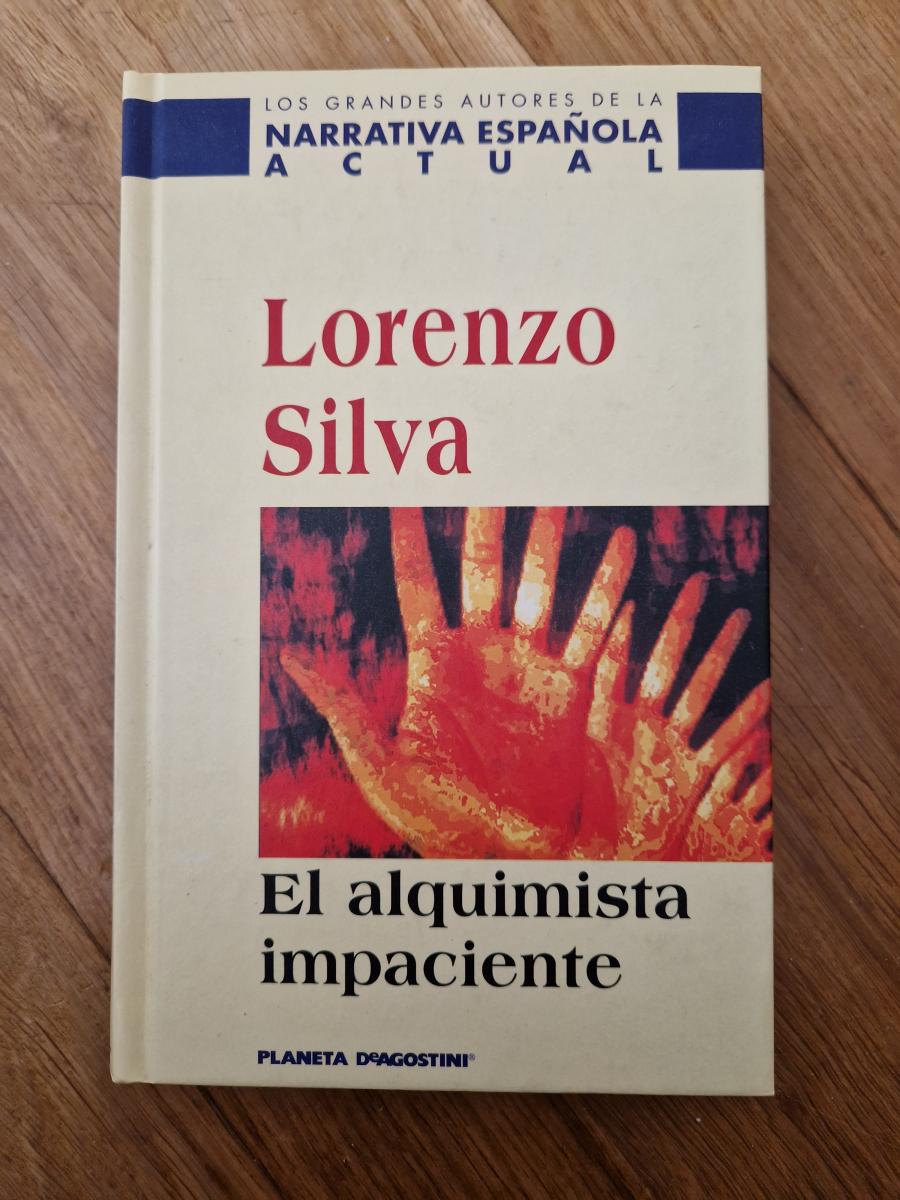 LOS GRANDES AUTORES DE LA
NARRATIVA ESPAÑOLA
ACTUAL
Lorenzo
Silva
El alquimista
impaciente
PLANETA DeAGOSTINI®